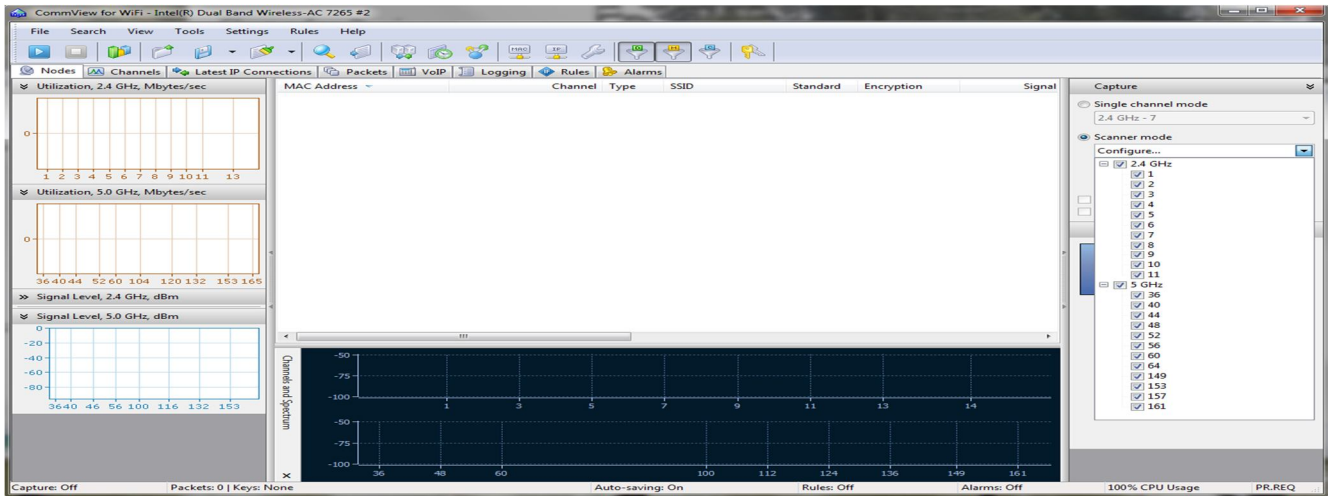 CommView for WiFi - Intel(R) Dual Band Wireless-AC 7265 #2
File Search View Tools Settings Rules Help
MAC IP
Nodes Channels Latest IP Connections Packets VoIP Logging Rules Alarms
Utilization, 2.4 GHz, Mbytes/sec
0
1 2 3 4 5 6 7 8 9 10 11 13
Utilization, 5.0 GHz, Mbytes/sec
0
36 40 44 52 60 104 120 132 153 165
Signal Level, 2.4 GHz, dBm
Signal Level, 5.0 GHz, dBm
0
-20
-40
-60
-80
36 40 46 56 100 116 132 153
MAC Address Channel Type SSID Standard Encryption Signal
Channels and Spectrum
-50
-75
-100
1 3 5 7 9 11 13 14
-50
-75
-100
36 48 60 100 112 124 136 149 161
Capture
Single channel mode
2.4 GHz - 7
Scanner mode
Configure...
2.4 GHz
1
2
3
4
5
6
7
8
9
10
11
5 GHz
36
40
44
48
52
56
60
64
149
153
157
161
Capture: Off Packets: 0 | Keys: None Auto-saving: On Rules: Off Alarms: Off 100% CPU Usage PR.REQ